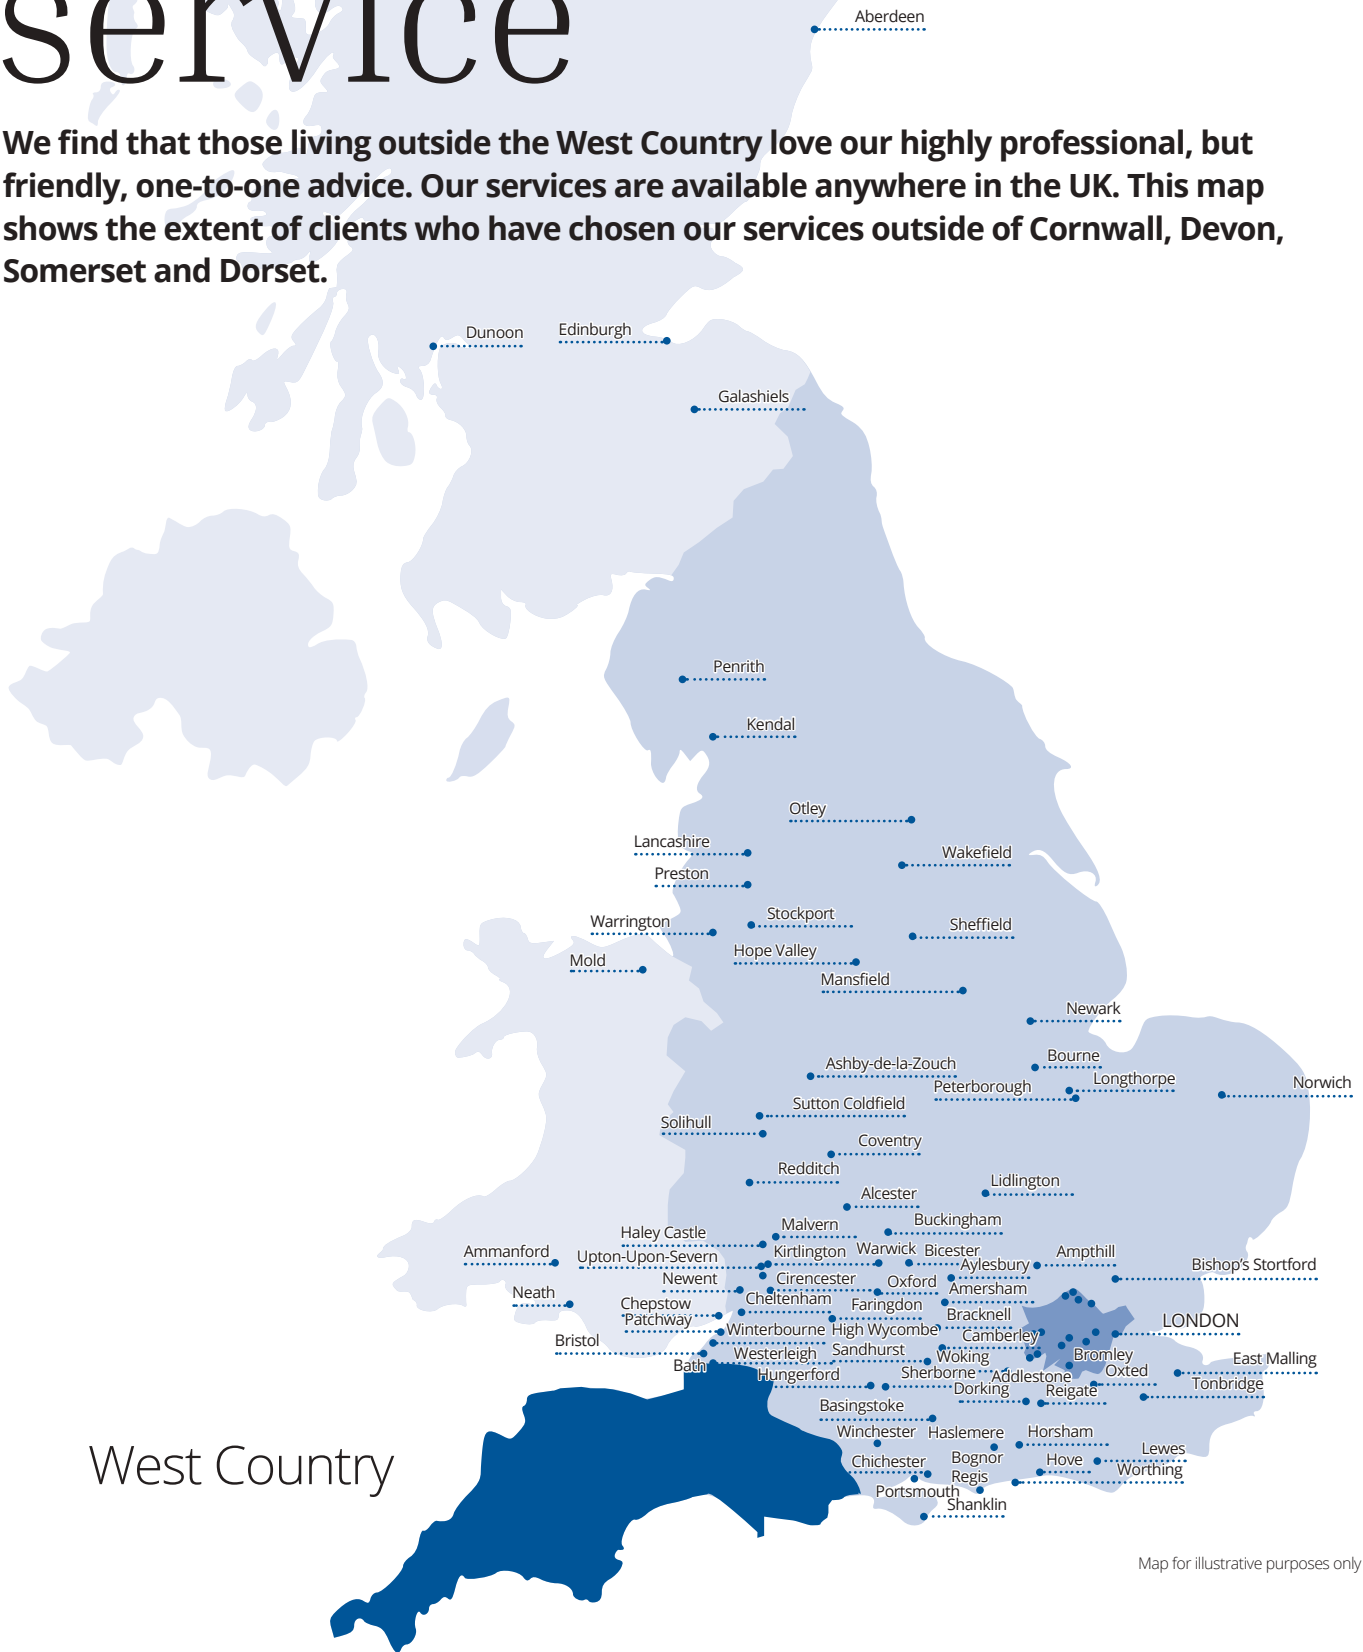 service
Aberdeen
We find that those living outside the West Country love our highly professional, but
friendly, one-to-one advice. Our services are available anywhere in the UK. This map
shows the extent of clients who have chosen our services outside of Cornwall, Devon,
Somerset and Dorset.
Dunoon
Edinburgh
Galashiels
Penrith
Kendal
Otley
Lancashire
Wakefield
Preston
Warrington
Stockport
Sheffield
Hope Valley
Mold
Mansfield
Newark
Bourne
Ashby-de-la-Zouch
Longthorpe
Peterborough
Norwich
Sutton Coldfield
Solihull
Coventry
Redditch
Lidlington
Alcester
Buckingham
Malvern
Haley Castle
Kirtlington
Warwick
Bicester
Ampthill
Ammanford
Upton-Upon-Severn
Aylesbury
Bishop's Stortford
Newent
Cirencester
Oxford
Amersham
Neath
Cheltenham
Chepstow
Faringdon
Bracknell
Patchway
LONDON
Winterbourne
High Wycombe
Camberley
Bristol
Westerleigh
Sandhurst
Woking
Bromley
East Malling
Bath
Hungerford
Sherborne
Addlestone
Oxted
Dorking
Reigate
Tonbridge
Basingstoke
Winchester
Haslemere
Horsham
Lewes
Chichester
Bognor
Regis
Hove
Worthing
Portsmouth
Shanklin
West Country
Map for illustrative purposes only